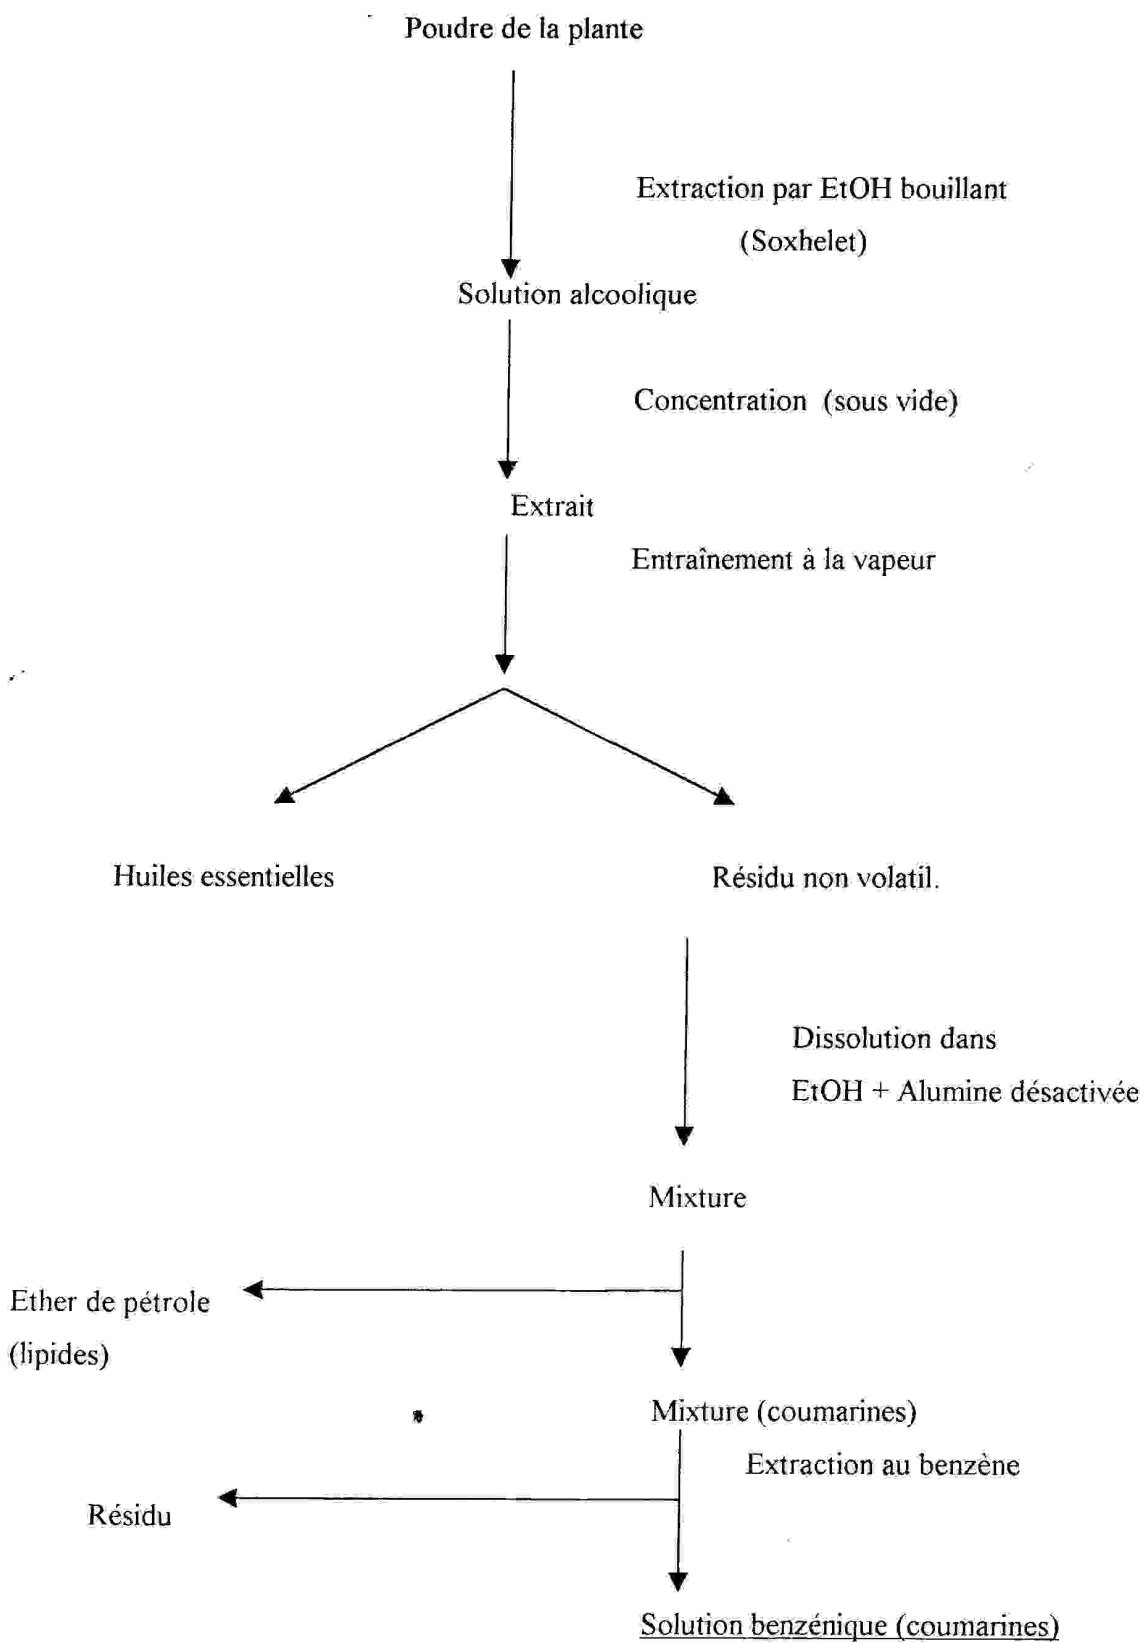 Poudre de la plante
Extraction par EtOH bouillant
(Soxhelet)
Solution alcoolique
Concentration (sous vide)
Extrait
Entraînement à la vapeur
Huiles essentielles
Résidu non volatil.
Dissolution dans
EtOH + Alumine désactivée
Mixture
Ether de pétrole
(lipides)
Mixture (coumarines)
Extraction au benzène
Résidu
Solution benzénique (coumarines)